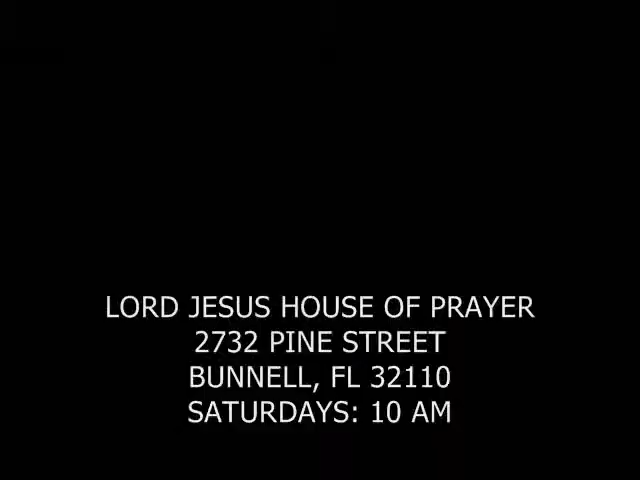 LORD JESUS HOUSE OF PRAYER
2732 PINE STREET
BUNNELL, FL 32110
SATURDAYS: 10 AM